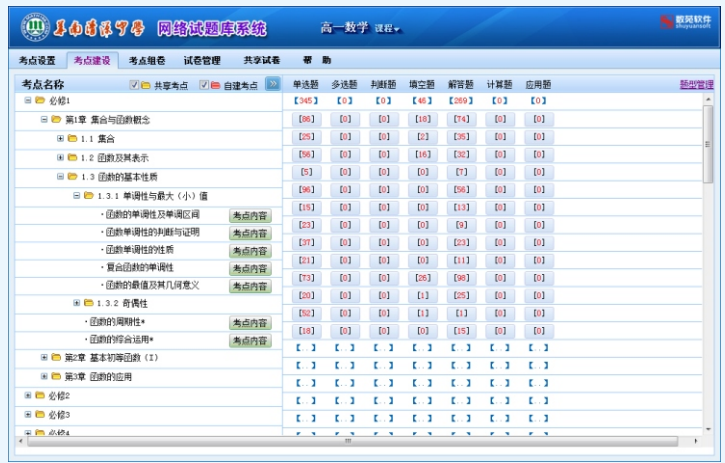 网络试题库系统
高一数学 课程
数苑软件
shuyuansoft
考点设置 考点建设 考点组卷 试卷管理 共享试卷 帮 助
考点名称 共享考点 自建考点 单选题 多选题 判断题 填空题 解答题 计算题 应用题 题型管理
必修1 【345】 【0】 【0】 【46】 【269】 【0】 【0】
第1章 集合与函数概念 [86] [0] [0] [18] [74] [0] [0]
1.1 集合 [25] [0] [0] [2] [35] [0] [0]
1.2 函数及其表示 [56] [0] [0] [16] [32] [0] [0]
1.3 函数的基本性质 [5] [0] [0] [0] [7] [0] [0]
1.3.1 单调性与最大（小）值 [96] [0] [0] [0] [56] [0] [0]
·函数的单调性及单调区间 考点内容 [15] [0] [0] [0] [13] [0] [0]
·函数单调性的判断与证明 考点内容 [23] [0] [0] [0] [9] [0] [0]
·函数单调性的性质 考点内容 [37] [0] [0] [0] [23] [0] [0]
·复合函数的单调性 考点内容 [21] [0] [0] [0] [11] [0] [0]
·函数的最值及其几何意义 考点内容 [73] [0] [0] [26] [98] [0] [0]
1.3.2 奇偶性 [20] [0] [0] [1] [25] [0] [0]
·函数的周期性* 考点内容 [52] [0] [0] [1] [1] [0] [0]
·函数的综合运用* 考点内容 [18] [0] [0] [0] [15] [0] [0]
第2章 基本初等函数（I） 【..】 【..】 【..】 【..】 【..】 【..】 【..】
第3章 函数的应用 【..】 【..】 【..】 【..】 【..】 【..】 【..】
必修2 【..】 【..】 【..】 【..】 【..】 【..】 【..】
必修3 【..】 【..】 【..】 【..】 【..】 【..】 【..】
必修4